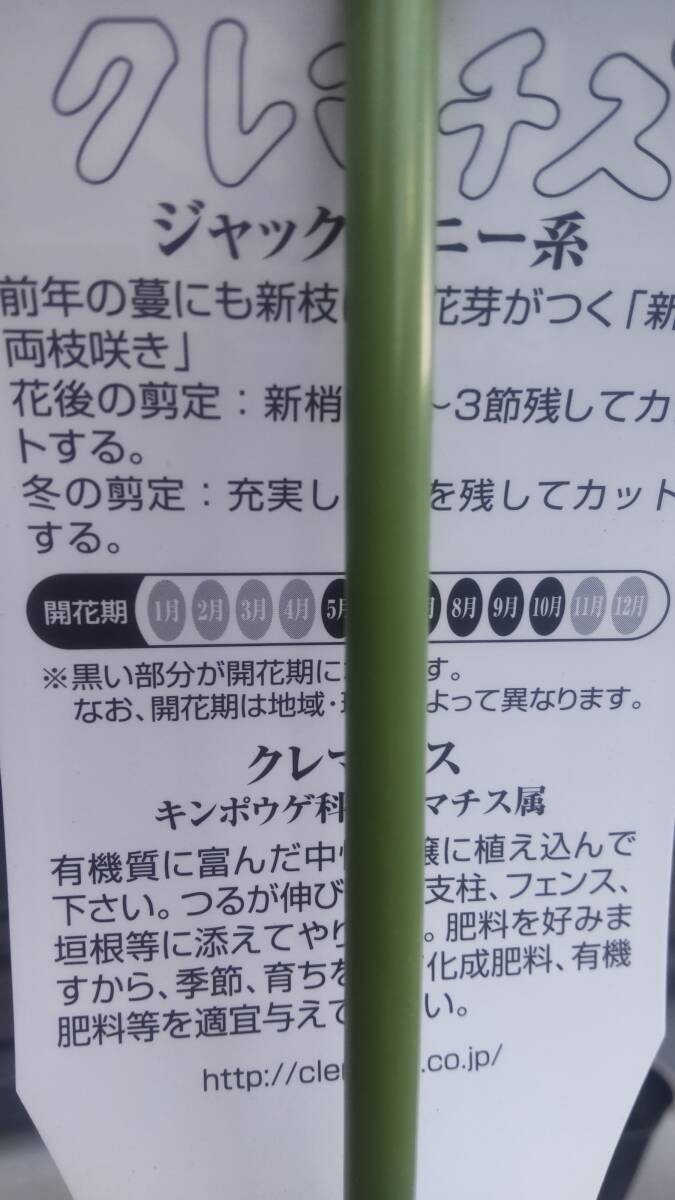 クレ チス
ジャック ニー系
前年の蔓にも新枝 花芽がつく「新
両枝咲き」
花後の剪定：新梢 ～3節残してカ
トする。
冬の剪定：充実し を残してカット
する。
開花期 1月 2月 3月 4月 5月 8月 9月 10月 11月 12月
※黒い部分が開花期に す。
なお、開花期は地域・ よって異なります。
クレマ ス
キンポウゲ科 マチス属
有機質に富んだ中 に植え込んで
下さい。つるが伸び 支柱、フェンス、
垣根等に添えてや 。肥料を好みま
すから、季節、育ちを 化成肥料、有機
肥料等を適宜与えて い。
http://cle .co.jp/